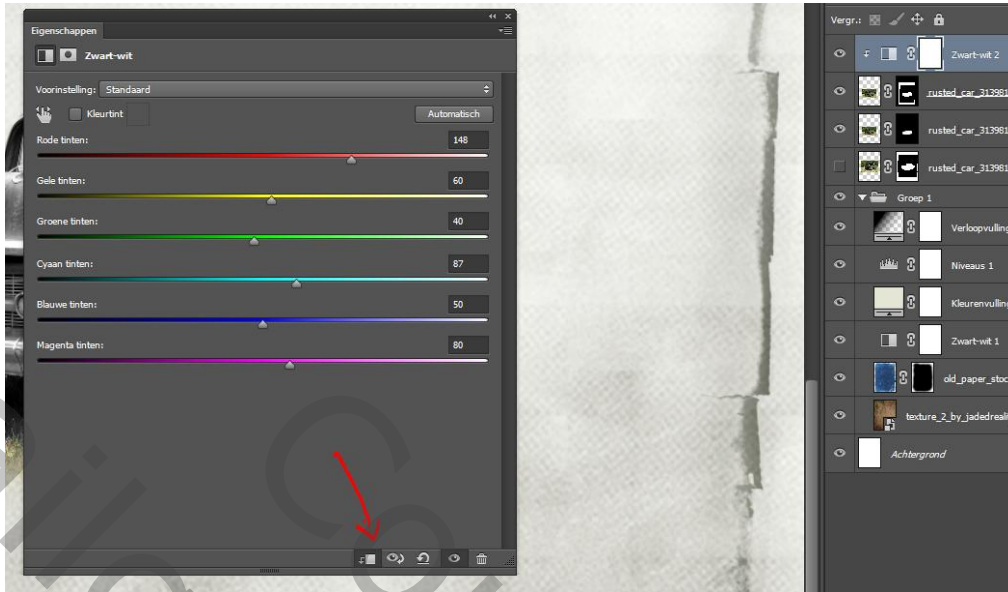 Eigenschappen
Zwart-wit
Voorinstelling: Standaard
Kleurtint
Automatisch
Rode tinten: 148
Gele tinten: 60
Groene tinten: 40
Cyaan tinten: 87
Blauwe tinten: 50
Magenta tinten: 80
Vergr.:
Zwart-wit 2
rusted_car_313981
rusted_car_313981
rusted_car_313981
Groep 1
Verloopvulling
Niveaus 1
Kleurenvulling
Zwart-wit 1
old_paper_stoc
texture_2_by_jadedreali
Achtergrond